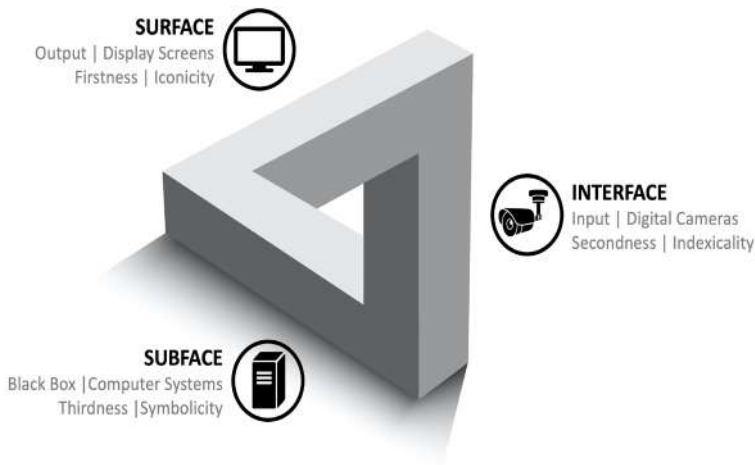 SURFACE
Output | Display Screens
Firstness | Iconicity
INTERFACE
Input | Digital Cameras
Secondness | Indexicality
SUBFACE
Black Box |Computer Systems
Thirdness |Symbolicity